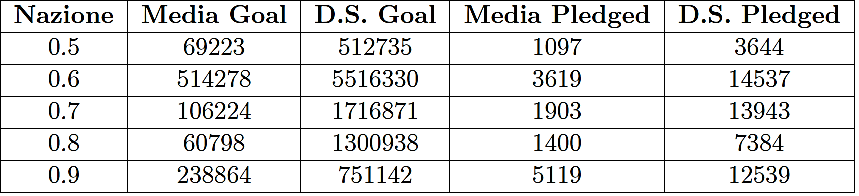 Nazione Media Goal D.S. Goal Media Pledged D.S. Pledged
0.5 69223 512735 1097 3644
0.6 514278 5516330 3619 14537
0.7 106224 1716871 1903 13943
0.8 60798 1300938 1400 7384
0.9 238864 751142 5119 12539